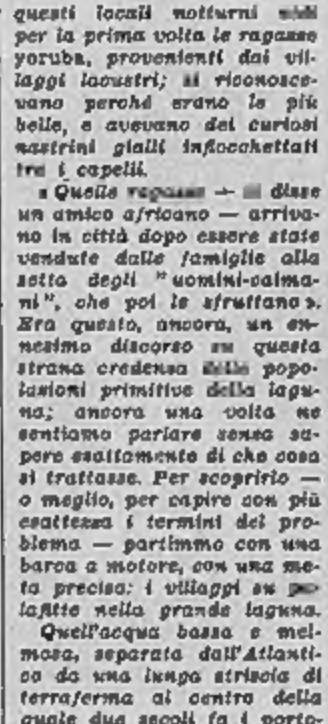 questi locali notturni vidi
per la prima volta le ragazze
yoruba, provenienti dai vil-
laggi lacustri; si riconosce-
vano perché erano le più
belle, e avevano dei curiosi
nastrini gialli infiocchettati
tra i capelli.
« Quelle ragazze — mi disse
un amico africano — arriva-
no in città dopo essere state
vendute dalle famiglie alla
setta degli "uomini-caima-
ni", che poi le sfruttano ».
Era questo, ancora, un en-
nesimo discorso su questa
strana credenza delle popo-
lazioni primitive della lagu-
na; ancora una volta ne
sentiamo parlare senza sa-
pere esattamente di che cosa
si trattasse. Per scoprirlo —
o meglio, per capire con più
esattezza i termini del pro-
blema — partimmo con una
barca a motore, con una me-
ta precisa: i villaggi su pa-
lafitte nella grande laguna.
Quell'acqua bassa e mel-
mosa, separata dall'Atlanti-
co da una lunga striscia di
terraferma al centro della
quale due secoli fa i porto-